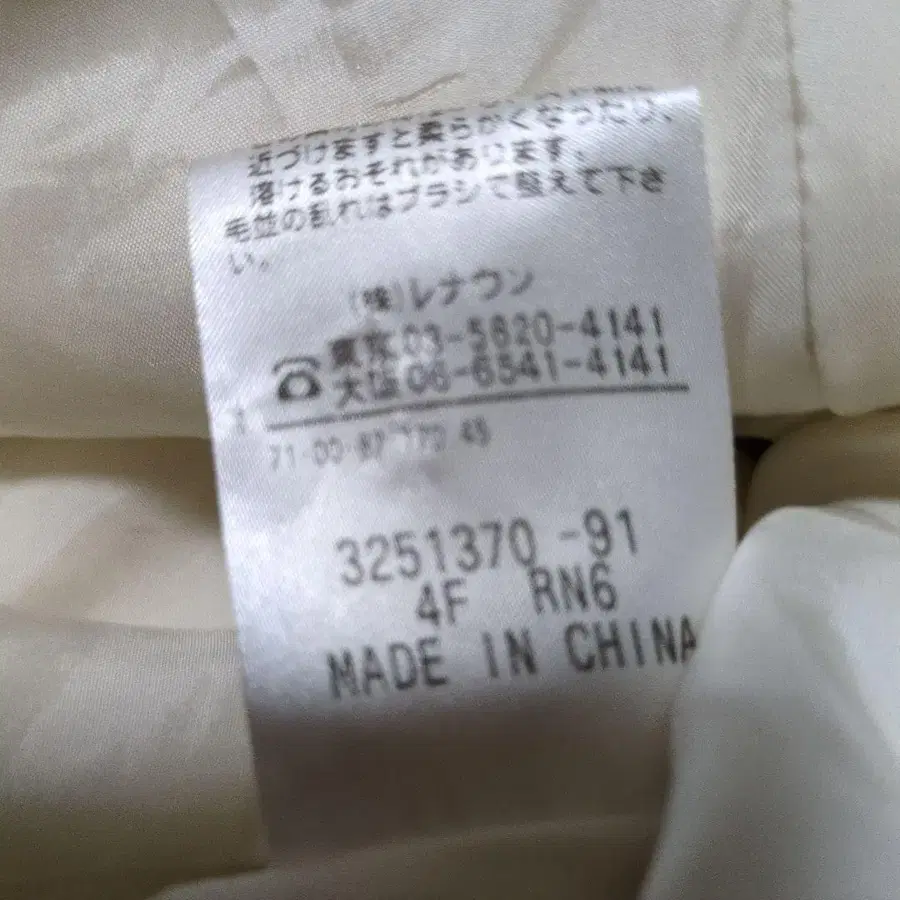 近づけますと柔らかくなったり、
溶けるおそれがあります。
毛並の乱れはブラシで整えて下さ
い。
(株)レナウン
東京03-5820-4141
大阪06-6541-4141
3251370 -91
4F RN6
MADE IN CHINA